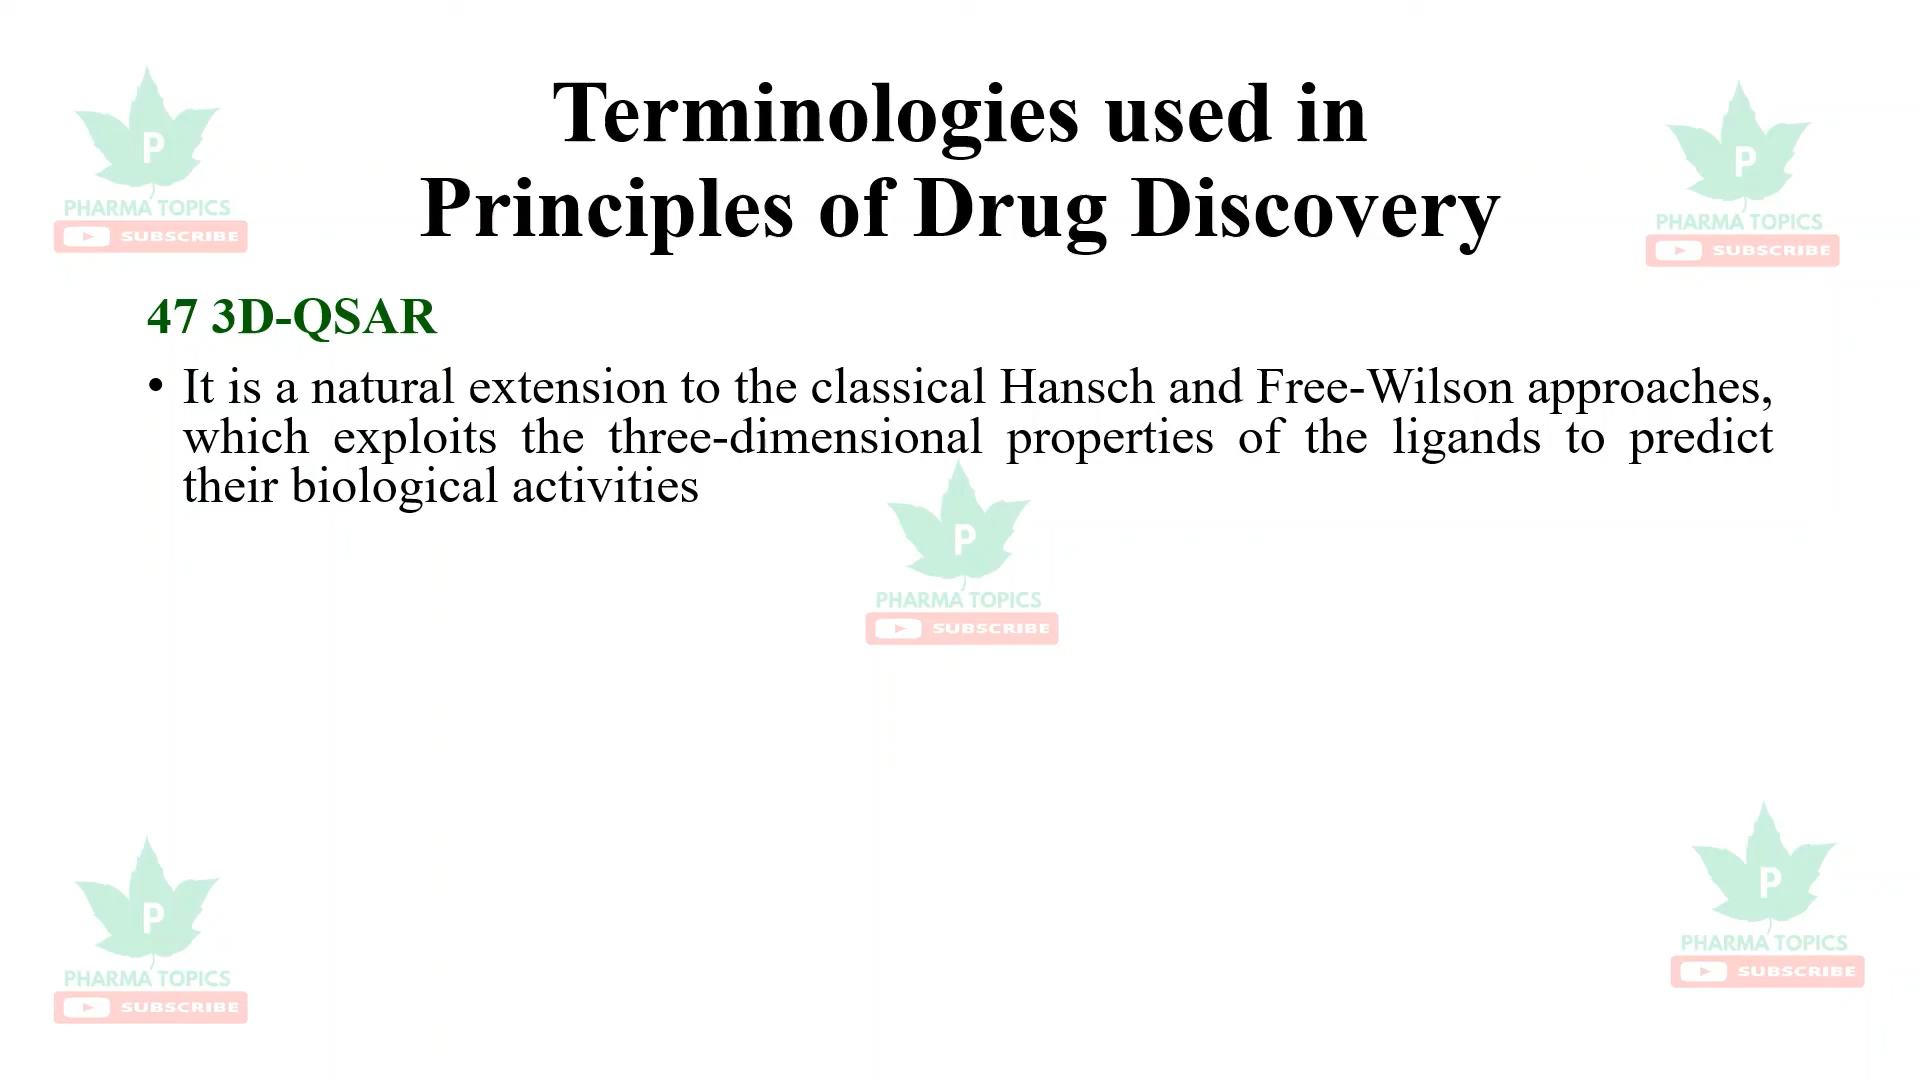 Terminologies used in
Principles of Drug Discovery
P
PHARMA TOPICS
SUBSCRIBE
P
PHARMA TOPICS
SUBSCRIBE
47 3D-QSAR
• It is a natural extension to the classical Hansch and Free-Wilson approaches,
which exploits the three-dimensional properties of the ligands to predict
their biological activities
P
PHARMA TOPICS
SUBSCRIBE
P
PHARMA TOPICS
SUBSCRIBE
P
PHARMA TOPICS
SUBSCRIBE